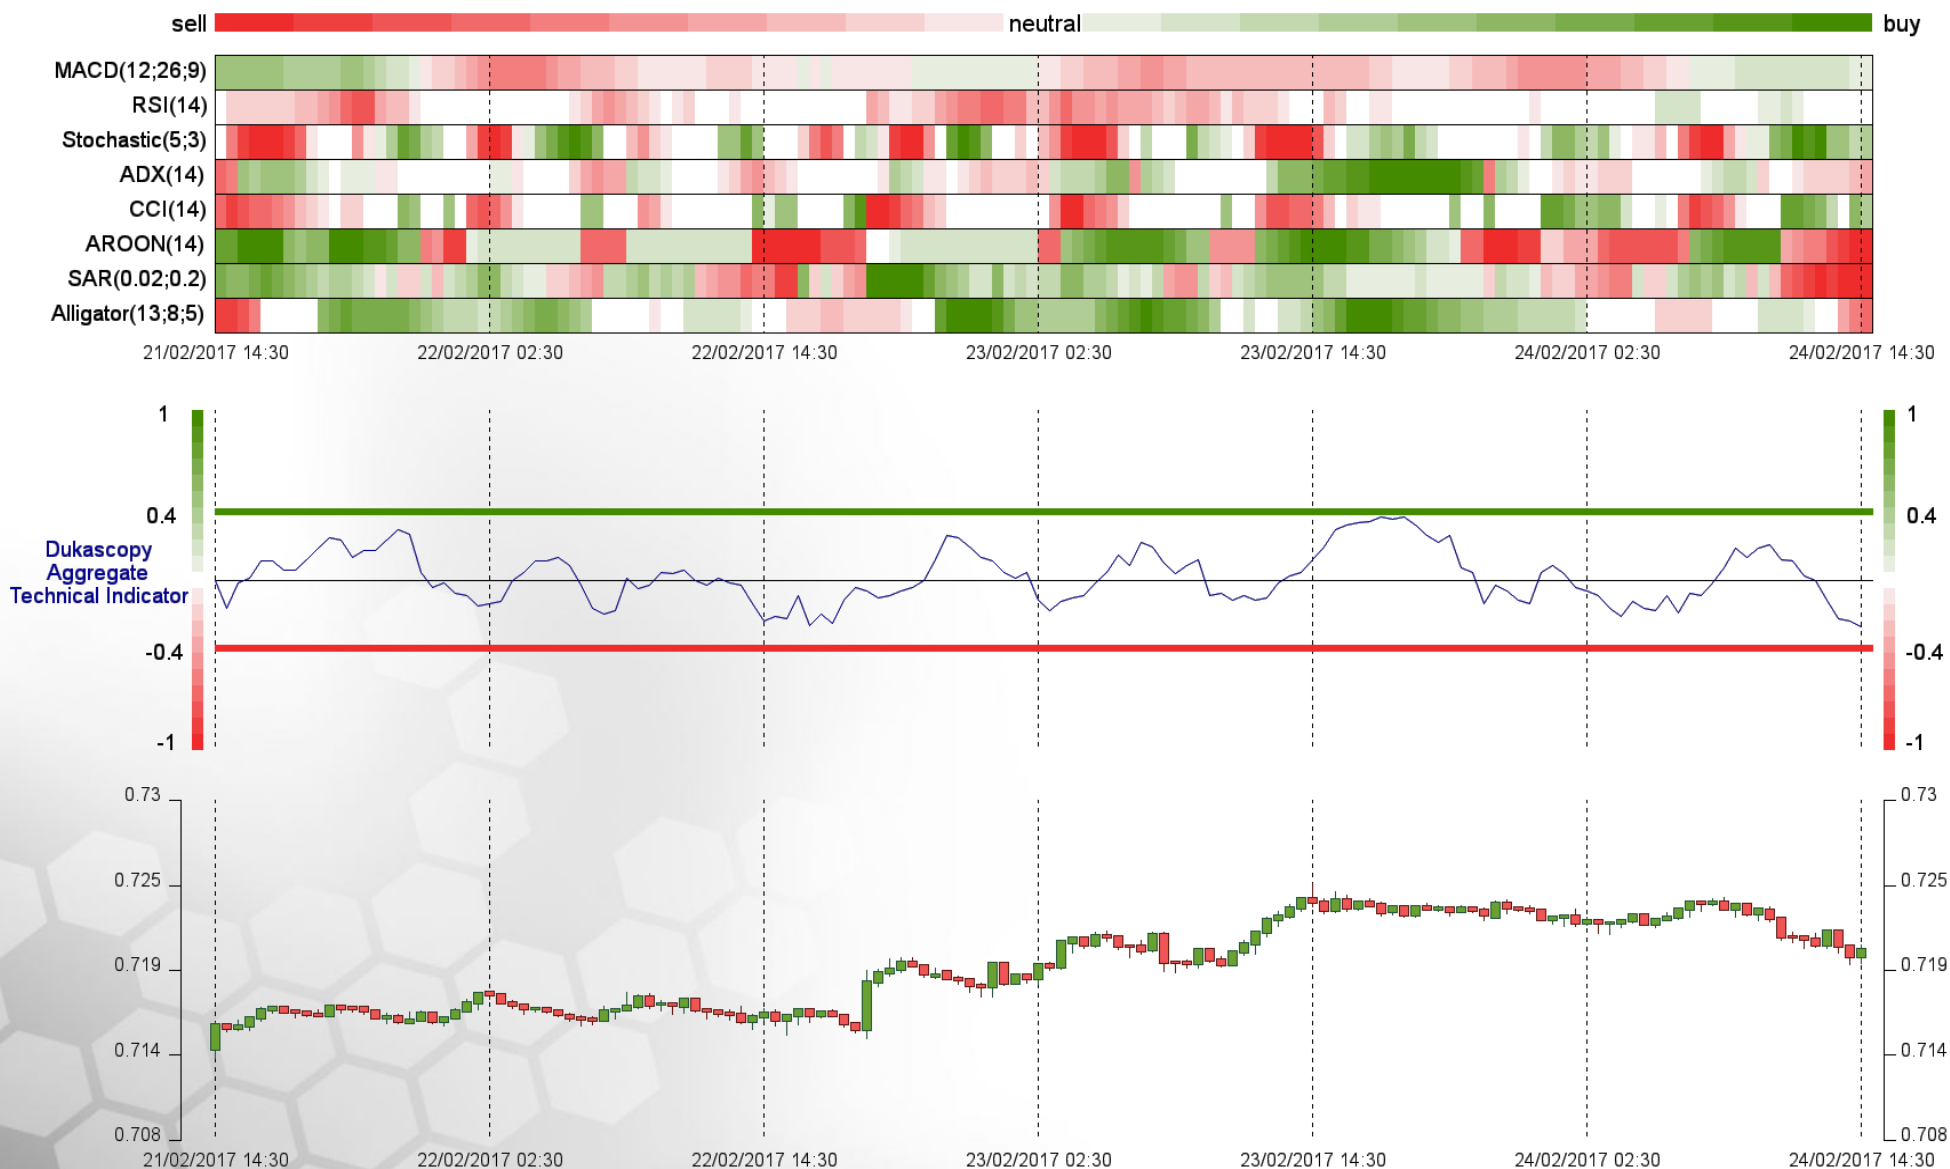 sell neutral buy
MACD(12;26;9)
RSI(14)
Stochastic(5;3)
ADX(14)
CCI(14)
AROON(14)
SAR(0.02;0.2)
Alligator(13;8;5)
21/02/2017 14:30 22/02/2017 02:30 22/02/2017 14:30 23/02/2017 02:30 23/02/2017 14:30 24/02/2017 02:30 24/02/2017 14:30
1 1
0.4 0.4
Dukascopy
Aggregate
Technical Indicator
-0.4 -0.4
-1 -1
0.73 0.73
0.725 0.725
0.719 0.719
0.714 0.714
0.708 0.708
21/02/2017 14:30 22/02/2017 02:30 22/02/2017 14:30 23/02/2017 02:30 23/02/2017 14:30 24/02/2017 02:30 24/02/2017 14:30